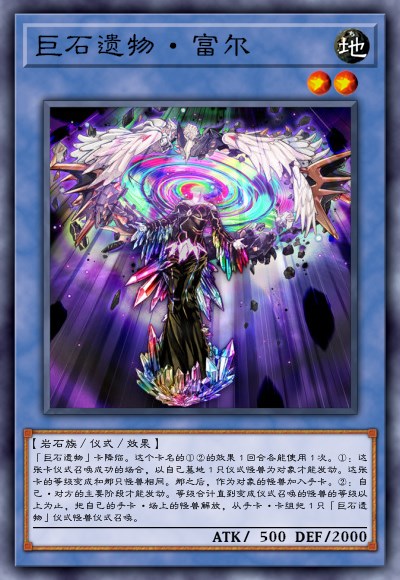 巨石遗物·富尔
地
【岩石族/仪式/效果】
「巨石遗物」卡降临。这个卡名的①②的效果1回合各能使用1次。①：这
张卡仪式召唤成功的场合，以自己墓地1只仪式怪兽为对象才能发动。这张
卡的等级变成和那只怪兽相同。那之后，作为对象的怪兽加入手卡。②：自
己·对方的主要阶段才能发动。等级合计直到变成仪式召唤的怪兽的等级以
上为止，把自己的手卡·场上的怪兽解放，从手卡·卡组把1只「巨石遗
物」仪式怪兽仪式召唤。
ATK/ 500 DEF/2000